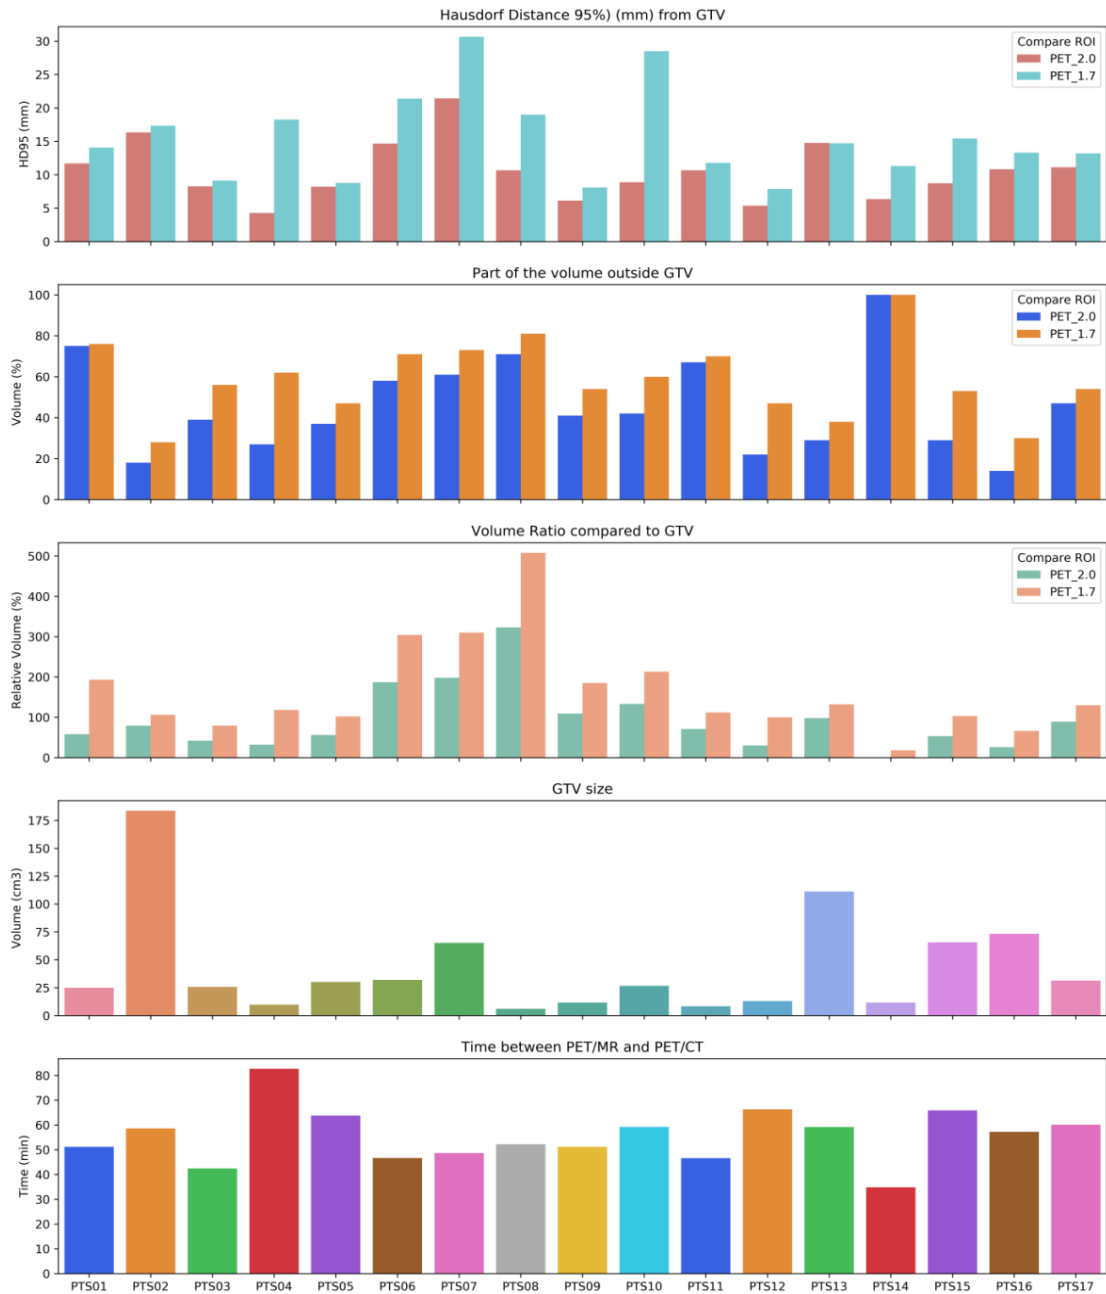 Hausdorf Distance 95%) (mm) from GTV
HD95 (mm)
30
25
20
15
10
5
0
Compare ROI
PET_2.0
PET_1.7
Part of the volume outside GTV
Volume (%)
100
80
60
40
20
0
Compare ROI
PET_2.0
PET_1.7
Volume Ratio compared to GTV
Relative Volume (%)
500
400
300
200
100
0
Compare ROI
PET_2.0
PET_1.7
GTV size
Volume (cm3)
175
150
125
100
75
50
25
0
Time between PET/MR and PET/CT
Time (min)
80
70
60
50
40
30
20
10
0
PTS01 PTS02 PTS03 PTS04 PTS05 PTS06 PTS07 PTS08 PTS09 PTS10 PTS11 PTS12 PTS13 PTS14 PTS15 PTS16 PTS17